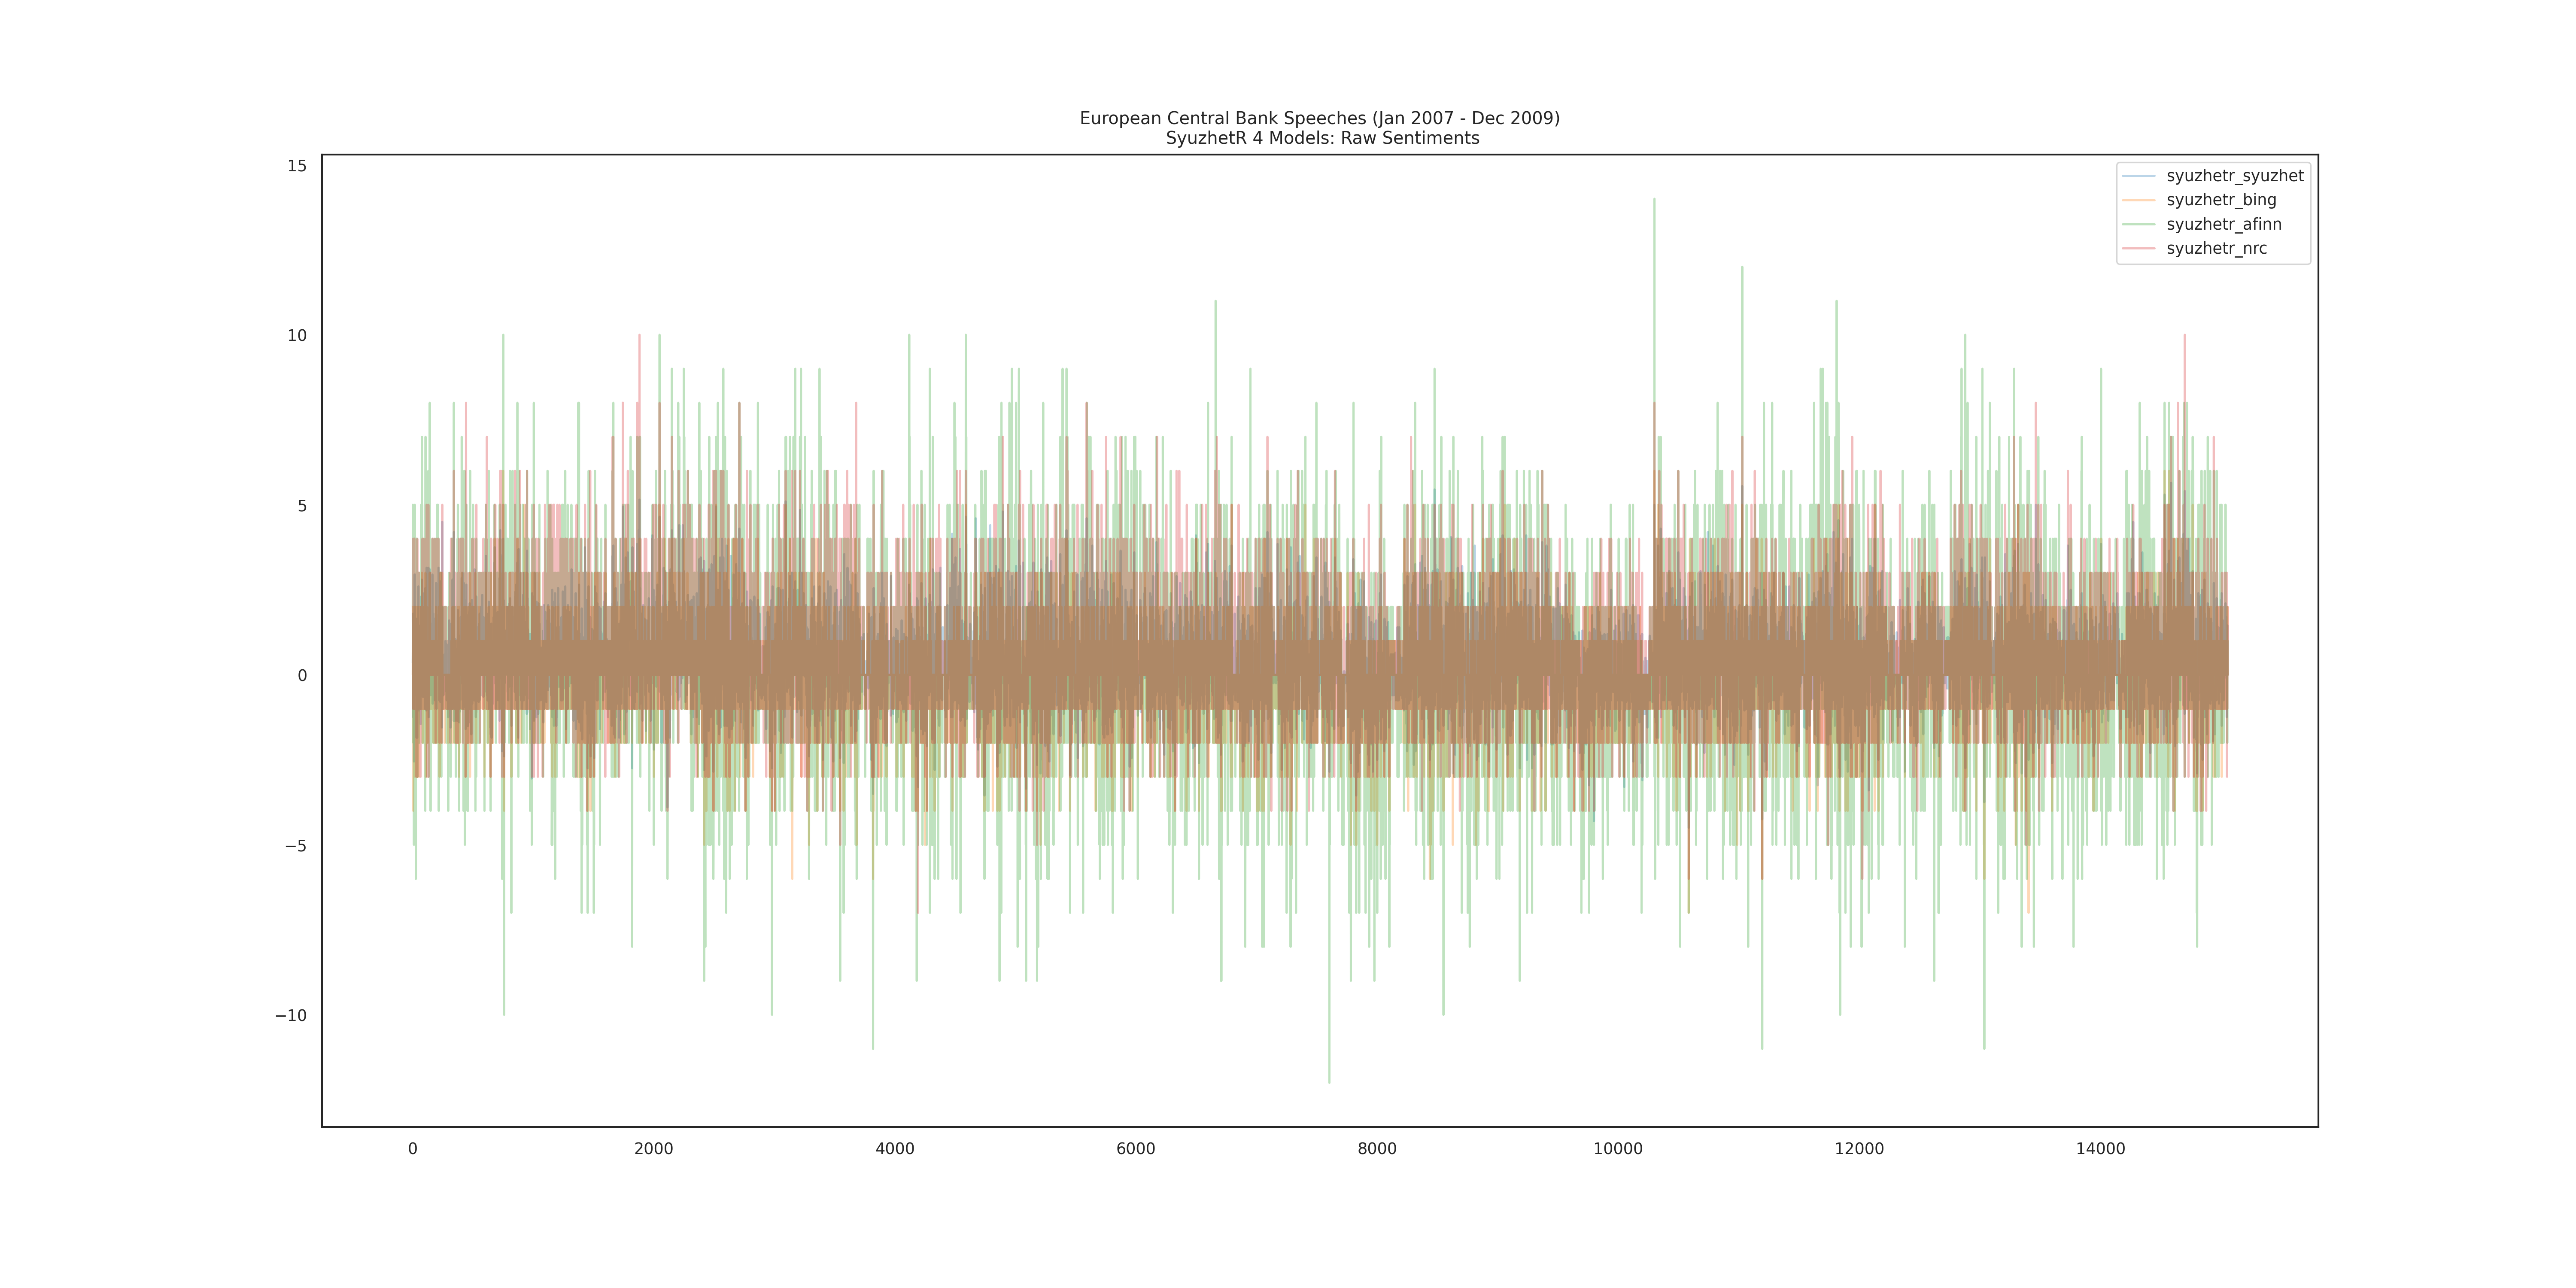 European Central Bank Speeches (Jan 2007 - Dec 2009)
SyuzhetR 4 Models: Raw Sentiments
15
10
5
0
−5
−10
syuzhetr_syuzhet
syuzhetr_bing
syuzhetr_afinn
syuzhetr_nrc
0 2000 4000 6000 8000 10000 12000 14000